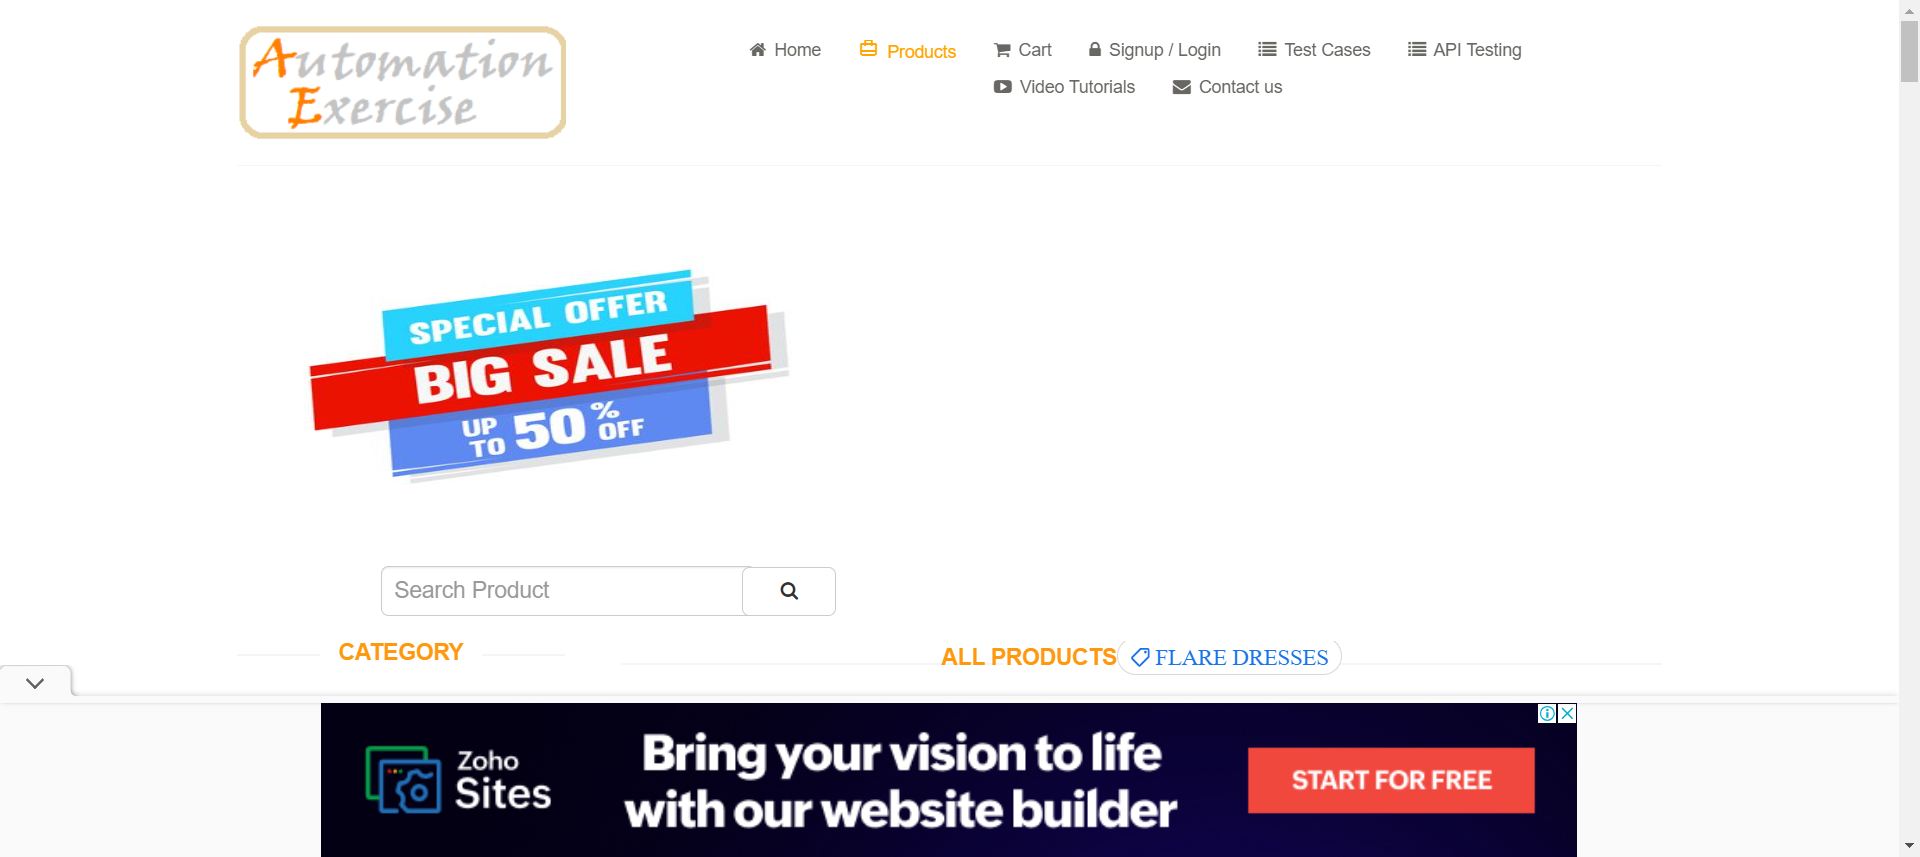 Automation
Exercise
Home
Products
Cart
Signup / Login
Test Cases
API Testing
Video Tutorials
Contact us
SPECIAL OFFER
BIG SALE
UP TO 50% OFF
Search Product
CATEGORY
ALL PRODUCTS
FLARE DRESSES
Zoho
Sites
Bring your vision to life
with our website builder
START FOR FREE